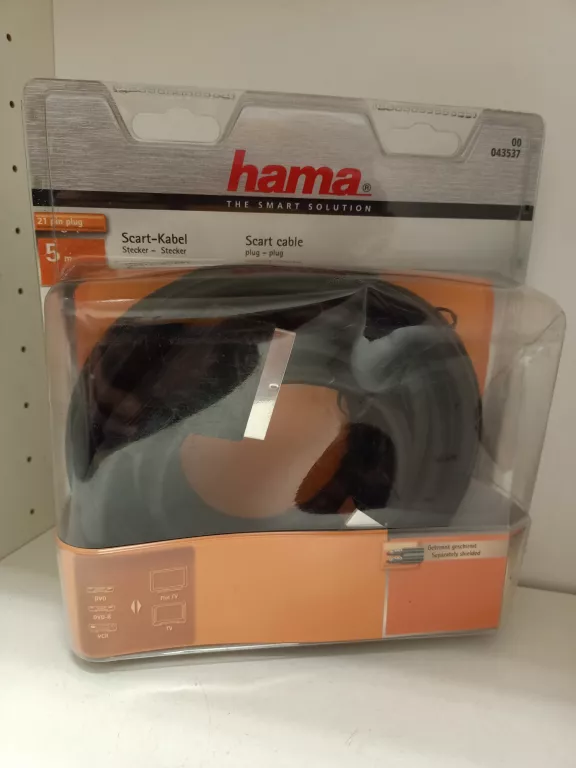 00
043537
hama®
THE SMART SOLUTION
21 pin plug
5 m
Scart-Kabel
Stecker – Stecker
Scart cable
plug – plug
Getrennt geschirmt
Separately shielded
DVD
DVD-R
VCR
Flat TV
TV